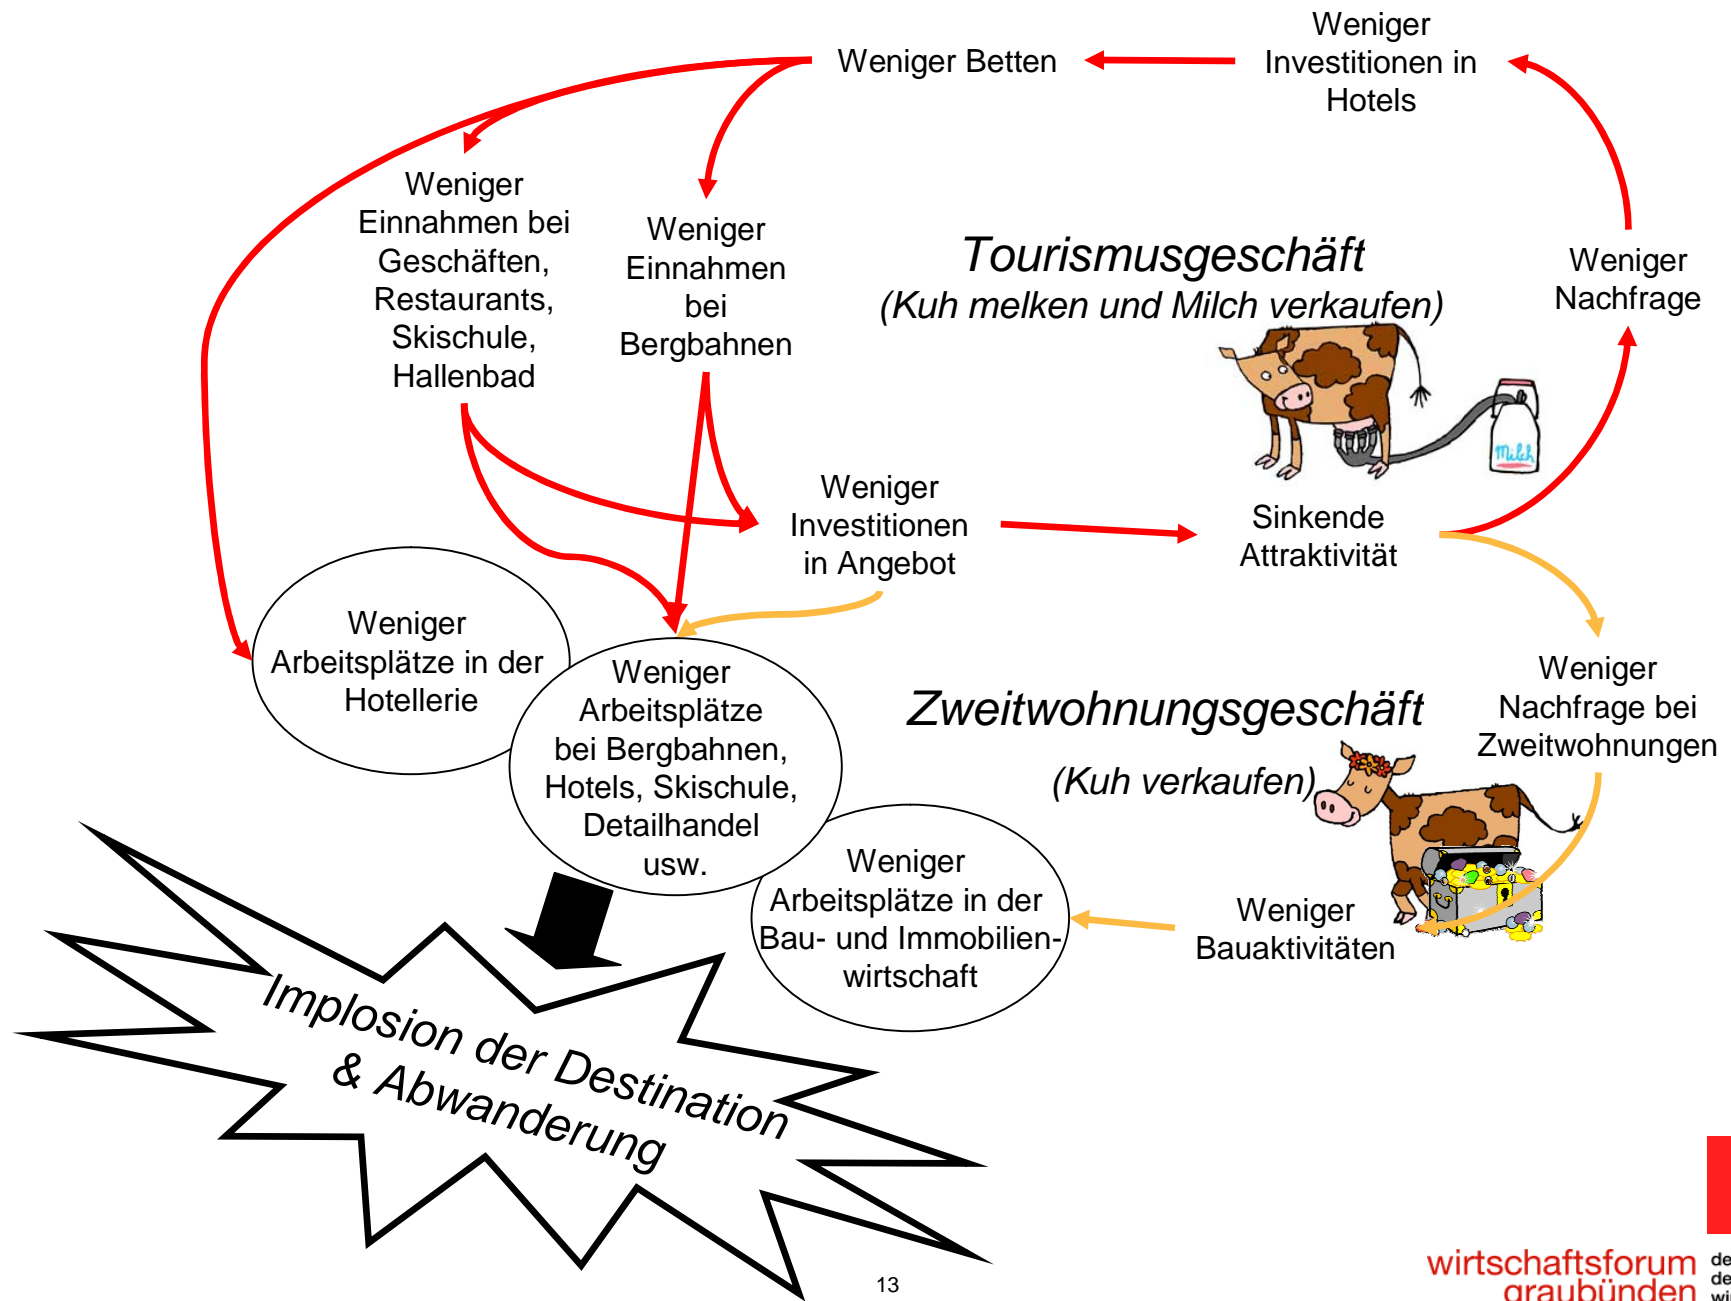 Weniger
Investitionen in
Hotels
Weniger Betten
Weniger
Einnahmen bei
Geschäften,
Restaurants,
Skischule,
Hallenbad
Weniger
Einnahmen
bei
Bergbahnen
Tourismusgeschäft
(Kuh melken und Milch verkaufen)
Weniger
Nachfrage
Milch
Weniger
Investitionen
in Angebot
Sinkende
Attraktivität
Weniger
Arbeitsplätze in der
Hotellerie
Weniger
Arbeitsplätze
bei Bergbahnen,
Hotels, Skischule,
Detailhandel
usw.
Zweitwohnungsgeschäft
(Kuh verkaufen)
Weniger
Nachfrage bei
Zweitwohnungen
Weniger
Arbeitsplätze in der
Bau- und Immobilien-
wirtschaft
Weniger
Bauaktivitäten
Implosion der Destination
& Abwanderung
13
wirtschaftsforum
graubünden